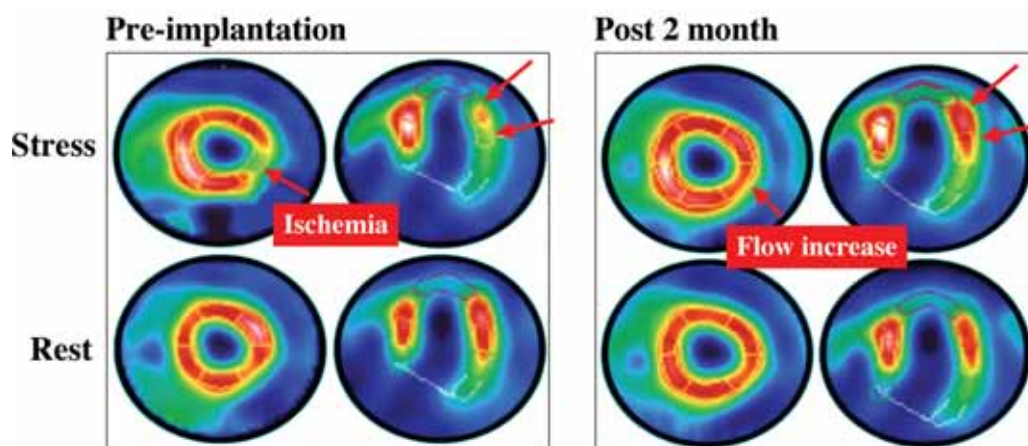 Pre-implantation
Post 2 month
Stress
Ischemia
Flow increase
Rest